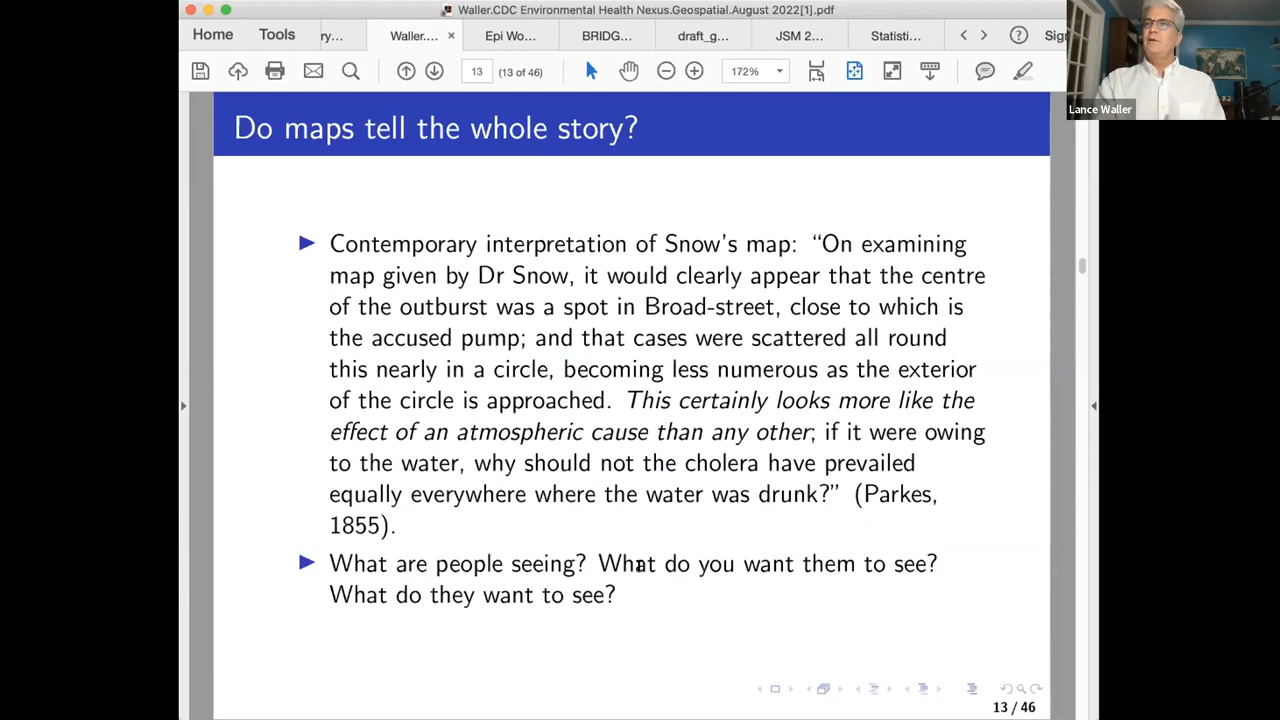 Waller.CDC Environmental Health Nexus.Geospatial.August 2022[1].pdf
Home Tools ry... Waller.... × Epi Wo... BRIDG... draft_g... JSM 2... Statisti... Sign
13 (13 of 46) 172%
Lance Waller
Do maps tell the whole story?
Contemporary interpretation of Snow's map: “On examining
map given by Dr Snow, it would clearly appear that the centre
of the outburst was a spot in Broad-street, close to which is
the accused pump; and that cases were scattered all round
this nearly in a circle, becoming less numerous as the exterior
of the circle is approached. This certainly looks more like the
effect of an atmospheric cause than any other; if it were owing
to the water, why should not the cholera have prevailed
equally everywhere where the water was drunk?” (Parkes,
1855).
What are people seeing? What do you want them to see?
What do they want to see?
13 / 46